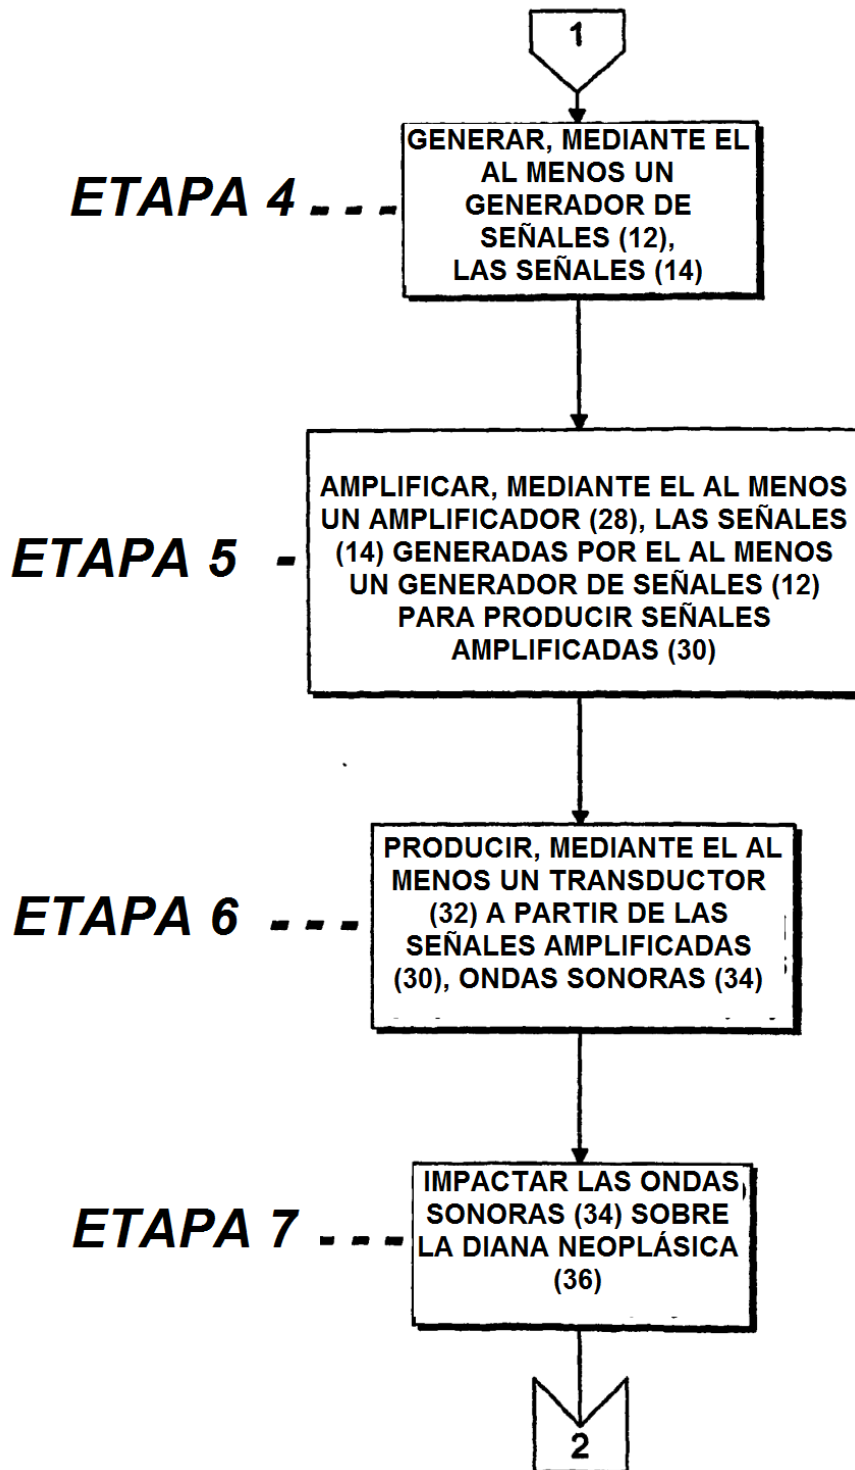 1
GENERAR, MEDIANTE EL
AL MENOS UN
GENERADOR DE
SEÑALES (12),
LAS SEÑALES (14)
ETAPA 4
AMPLIFICAR, MEDIANTE EL AL MENOS
UN AMPLIFICADOR (28), LAS SEÑALES
(14) GENERADAS POR EL AL MENOS
UN GENERADOR DE SEÑALES (12)
PARA PRODUCIR SEÑALES
AMPLIFICADAS (30)
ETAPA 5
PRODUCIR, MEDIANTE EL AL
MENOS UN TRANSDUCTOR
(32) A PARTIR DE LAS
SEÑALES AMPLIFICADAS
(30), ONDAS SONORAS (34)
ETAPA 6
IMPACTAR LAS ONDAS
SONORAS (34) SOBRE
LA DIANA NEOPLÁSICA
(36)
ETAPA 7
2